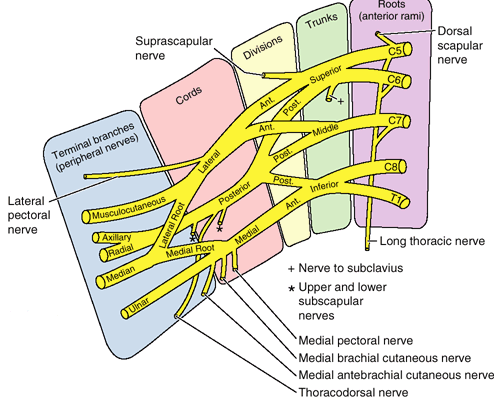 Roots
(anterior rami)
Trunks
Divisions
Cords
Terminal branches
(peripheral nerves)
Suprascapular
nerve
Dorsal
scapular
nerve
C5
C6
C7
C8
T1
Superior
Middle
Inferior
Ant.
Post.
Ant.
Post.
Post.
Ant.
+
Lateral
Posterior
Medial
Lateral Root
Medial Root
*
*
Musculocutaneous
Axillary
Radial
Median
Ulnar
Lateral
pectoral
nerve
Long thoracic nerve
+ Nerve to subclavius
* Upper and lower
subscapular
nerves
Medial pectoral nerve
Medial brachial cutaneous nerve
Medial antebrachial cutaneous nerve
Thoracodorsal nerve